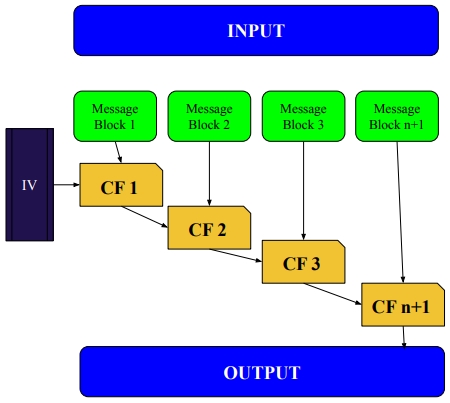 INPUT
Message
Block 1
Message
Block 2
Message
Block 3
Message
Block n+1
IV
CF 1
CF 2
CF 3
CF n+1
OUTPUT